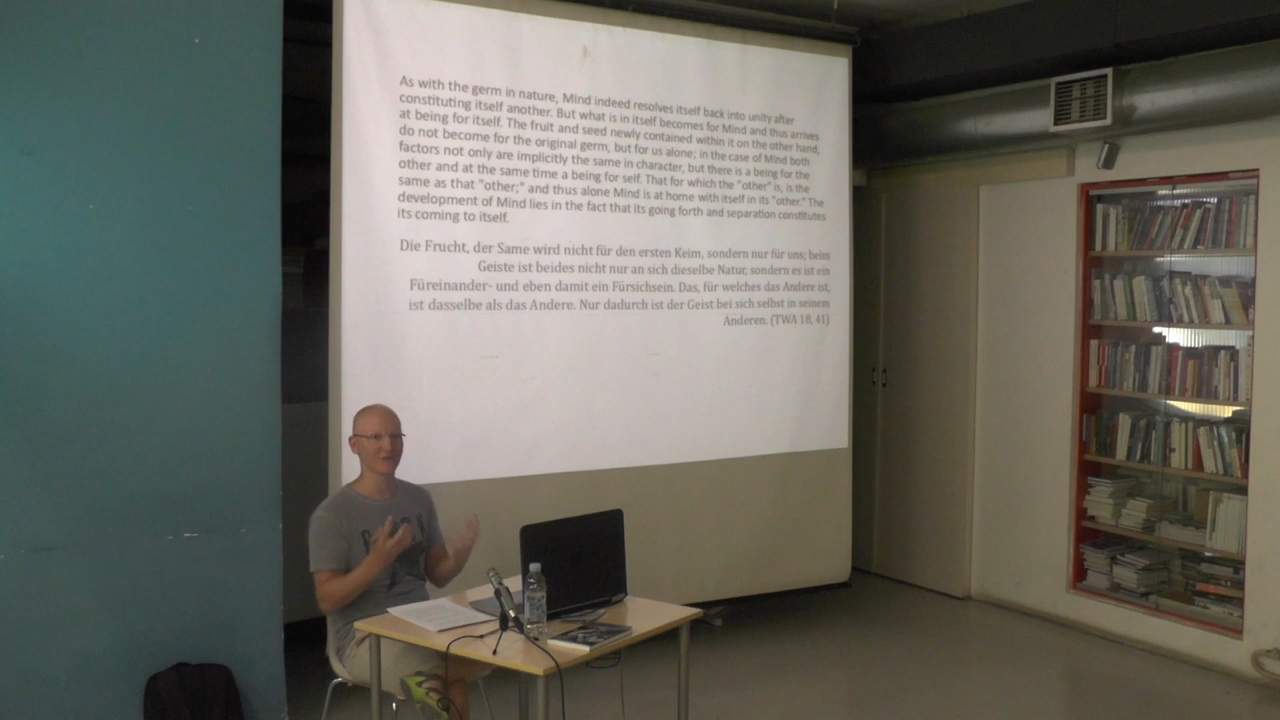 As with the germ in nature, Mind indeed resolves itself back into unity after
constituting itself another. But what is in itself becomes for Mind and thus arrives
at being for itself. The fruit and seed newly contained within it on the other hand,
do not become for the original germ, but for us alone; in the case of Mind both
factors not only are implicitly the same in character, but there is a being for the
other and at the same time a being for self. That for which the "other" is, is the
same as that "other;" and thus alone Mind is at home with itself in its "other." The
development of Mind lies in the fact that its going forth and separation constitutes
its coming to itself.
Die Frucht, der Same wird nicht für den ersten Keim, sondern nur für uns; beim
Geiste ist beides nicht nur an sich dieselbe Natur, sondern es ist ein
Füreinander- und eben damit ein Fürsichsein. Das, für welches das Andere ist,
ist dasselbe als das Andere. Nur dadurch ist der Geist bei sich selbst in seinem
Anderen. (TWA 18, 41)